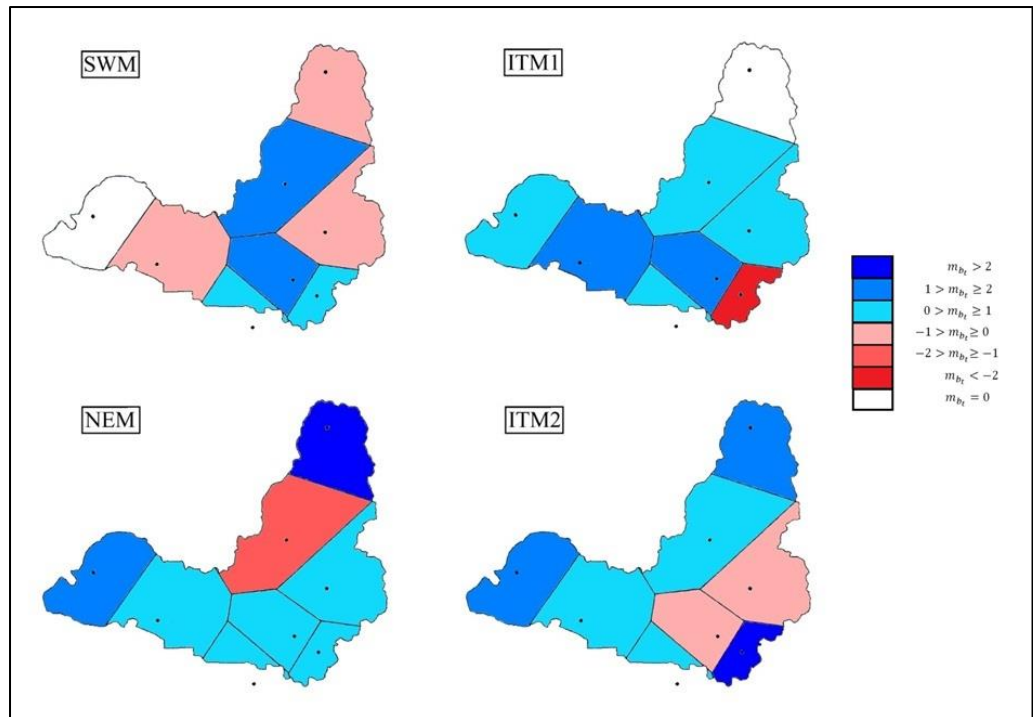 SWM
ITM1
NEM
ITM2
m_{b_t} > 2
1 > m_{b_t} ≥ 2
0 > m_{b_t} ≥ 1
−1 > m_{b_t} ≥ 0
−2 > m_{b_t} ≥ −1
m_{b_t} < −2
m_{b_t} = 0